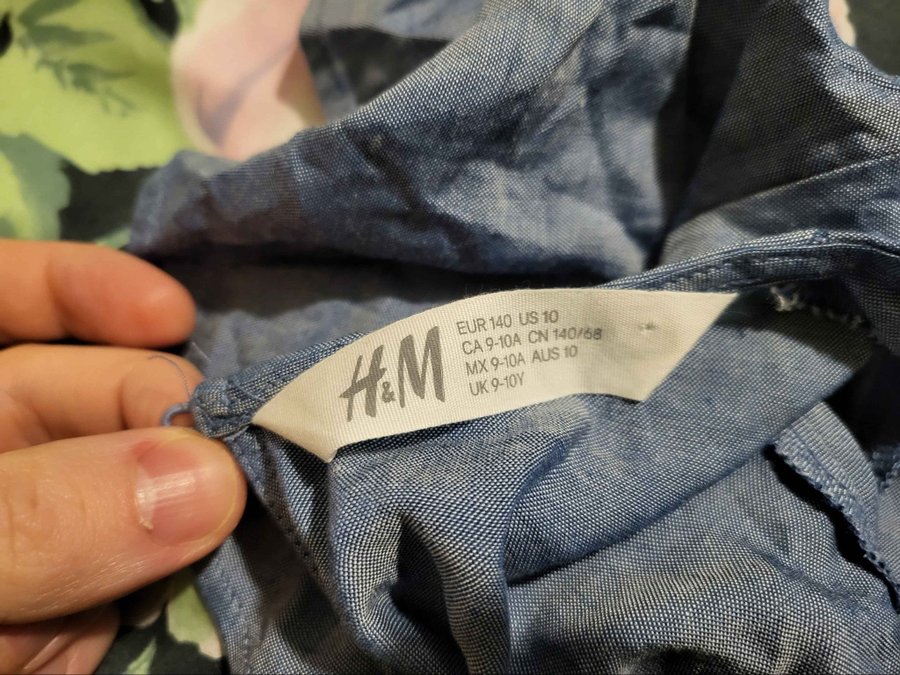 H&M
EUR 140 US 10
CA 9-10A CN 140/68
MX 9-10A AUS 10
UK 9-10Y